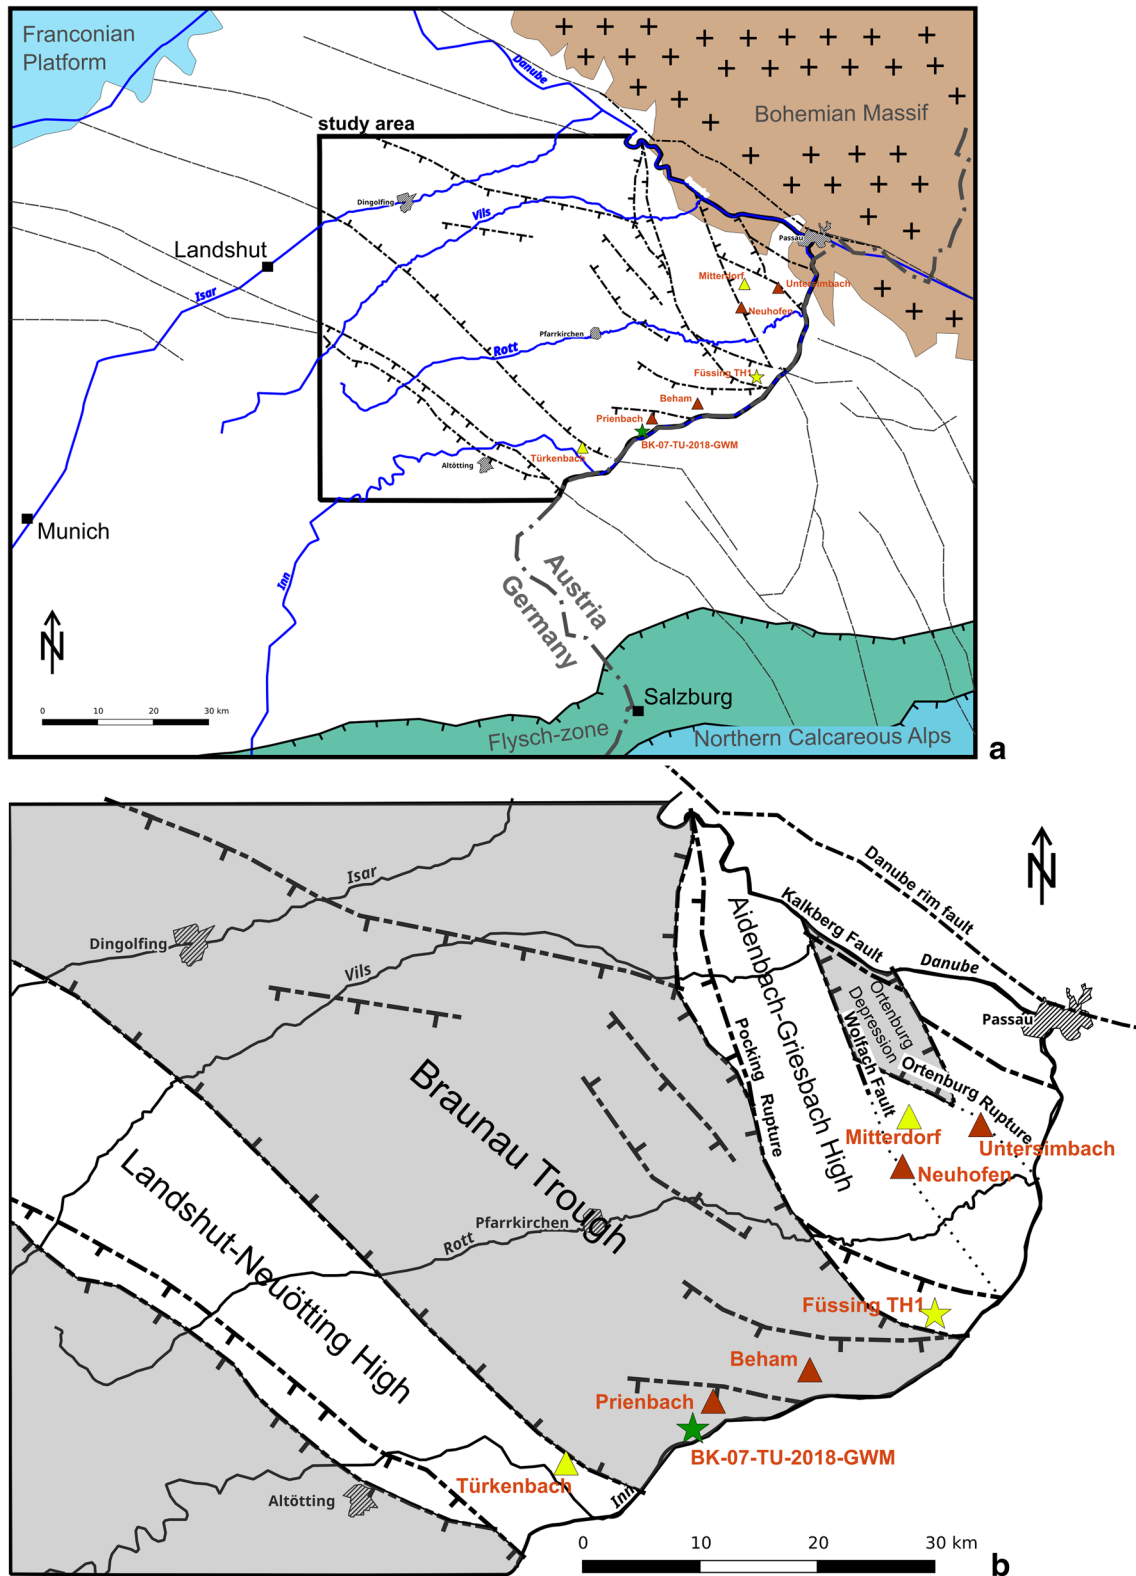 Franconian
Platform
Danube
Bohemian Massif
study area
Dingolfing
Vils
Passau
Landshut
Isar
Mitterdorf
Untersimbach
Neuhofen
Pfarrkirchen
Rott
Füssing TH1
Beham
Prienbach
BK-07-TU-2018-GWM
Türkenbach
Altötting
Munich
Inn
Austria
Germany
N
Salzburg
0 10 20 30 km
Flysch-zone
Northern Calcareous Alps
a
Danube rim fault
N
Isar
Aidenbach-Griesbach High
Kalkberg Fault
Dingolfing
Danube
Vils
Ortenburg
Depression
Passau
Pocking Rupture
Wolfach Fault
Ortenburg Rupture
Braunau Trough
Mitterdorf
Untersimbach
Neuhofen
Landshut-Neuötting High
Pfarrkirchen
Rott
Füssing TH1
Beham
Prienbach
BK-07-TU-2018-GWM
Türkenbach
Inn
Altötting
0 10 20 30 km
b